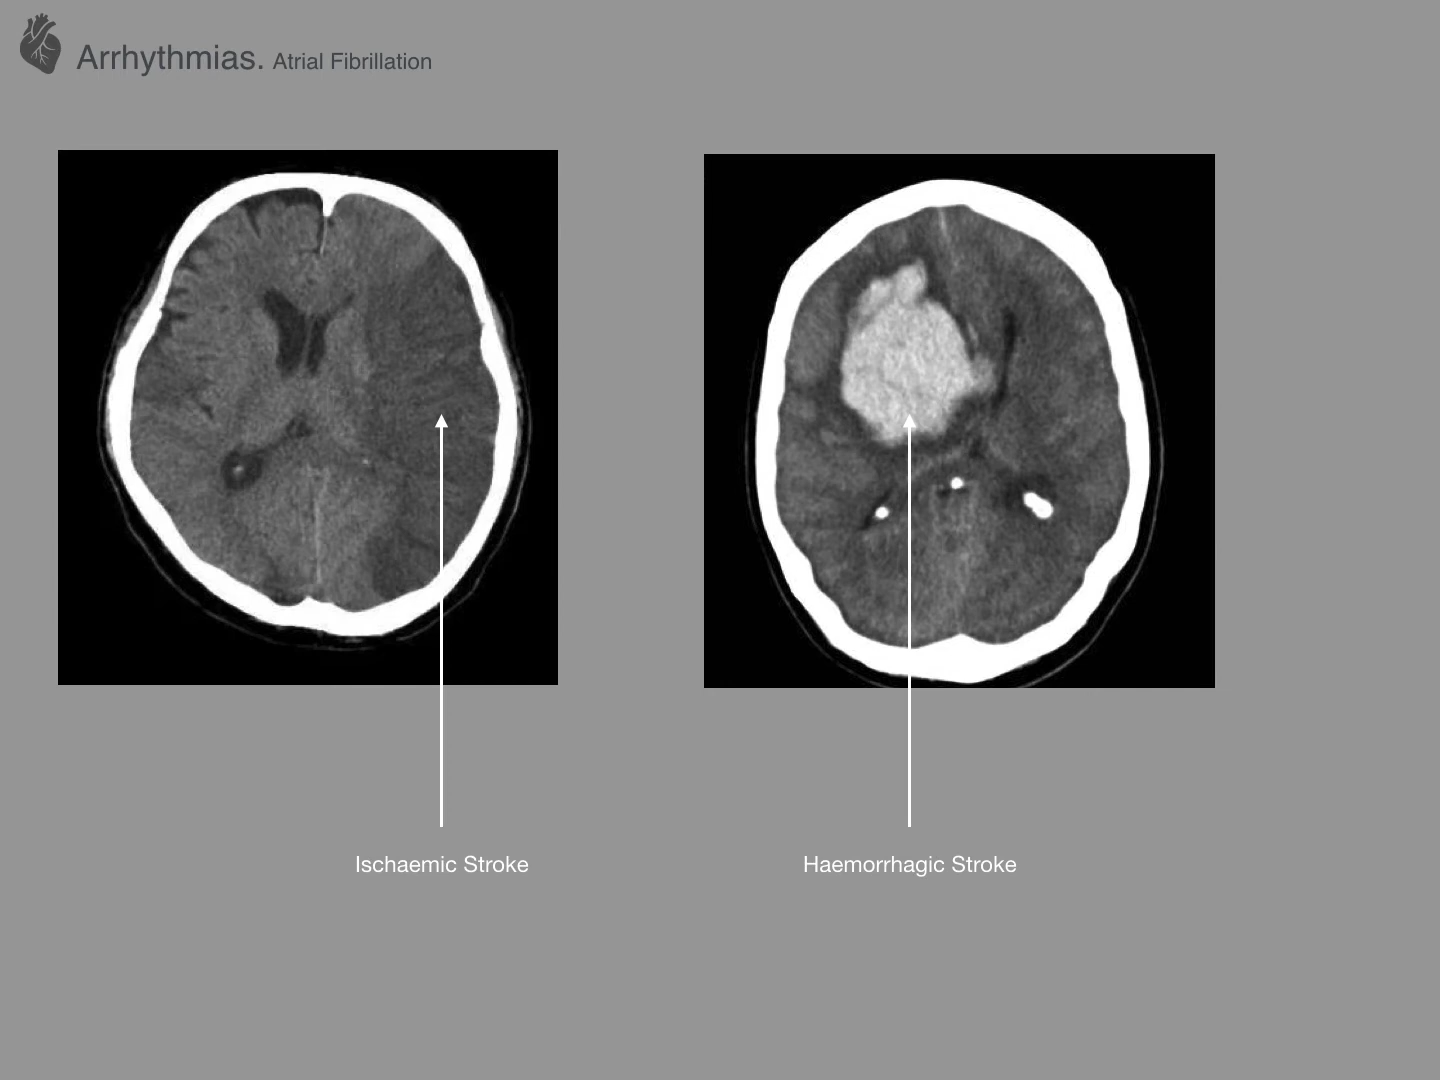 Arrhythmias. Atrial Fibrillation
Ischaemic Stroke
Haemorrhagic Stroke